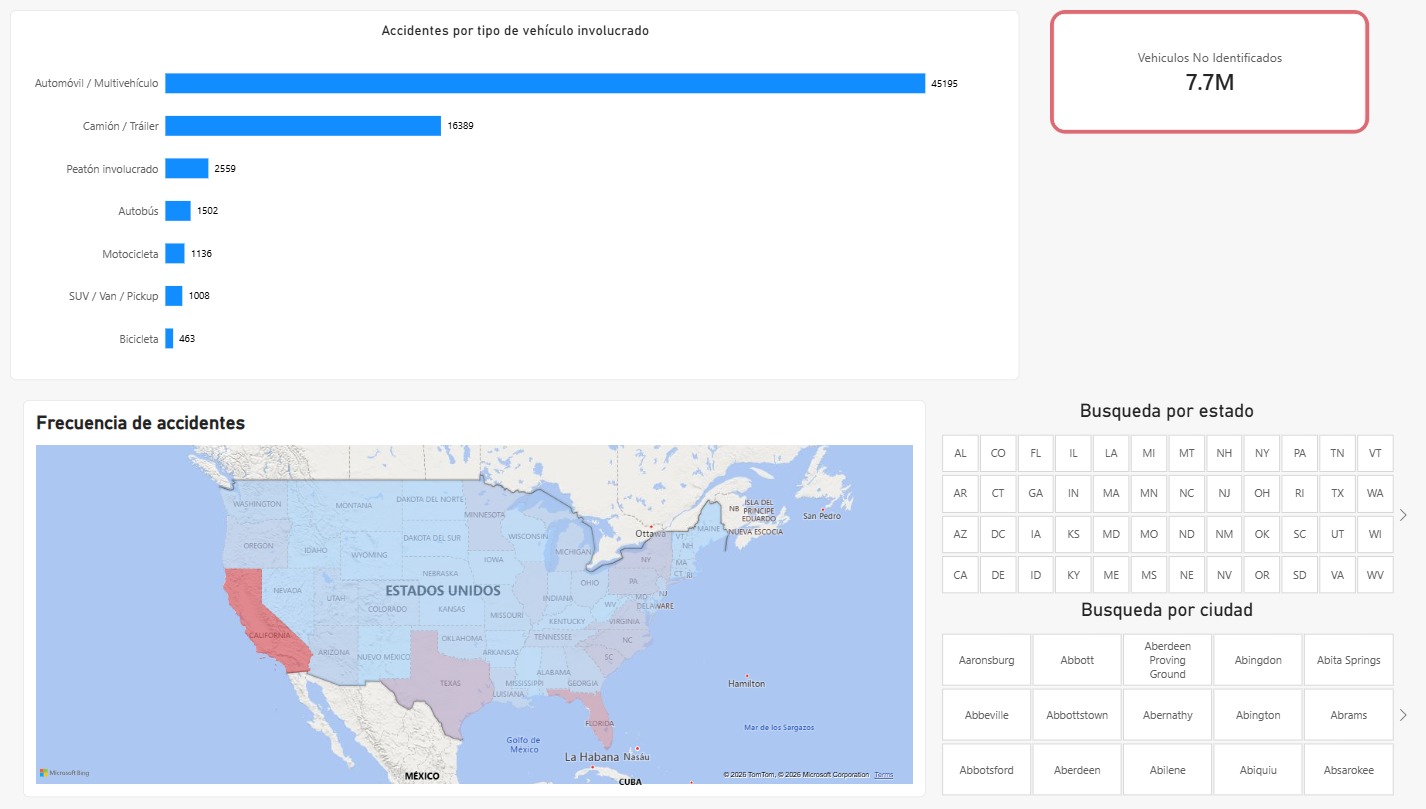 Accidentes por tipo de vehículo involucrado
Automóvil / Multivehículo
45195
Camión / Tráiler
16389
Peatón involucrado
2559
Autobús
1502
Motocicleta
1136
SUV / Van / Pickup
1008
Bicicleta
463
Vehiculos No Identificados
7.7M
Frecuencia de accidentes
WASHINGTON
MONTANA
DAKOTA DEL NORTE
MINNESOTA
OREGÓN
IDAHO
WYOMING
DAKOTA DEL SUR
WISCONSIN
MICHIGAN
Ottawa
VT
NH
MAINE
NB
ISLA DEL
PRÍNCIPE
EDUARDO
NUEVA ESCOCIA
San Pedro
NEVADA
UTAH
COLORADO
NEBRASKA
IOWA
ESTADOS UNIDOS
KANSAS
MISSOURI
INDIANA
OHIO
PA
NY
MA
CT
RI
NJ
MD
DELAWARE
WV
VIRGINIA
KENTUCKY
CALIFORNIA
ARIZONA
NUEVO MÉXICO
OKLAHOMA
ARKANSAS
TENNESSEE
NC
SC
TEXAS
LUISIANA
MISSISSIPPI
ALABAMA
GEORGIA
FLORIDA
Hamilton
Mar de los Sargazos
Golfo de
México
La Habana
Nasáu
MÉXICO
CUBA
Microsoft Bing
© 2026 TomTom, © 2026 Microsoft Corporation Terms
Busqueda por estado
AL CO FL IL LA MI MT NH NY PA TN VT
AR CT GA IN MA MN NC NJ OH RI TX WA
AZ DC IA KS MD MO ND NM OK SC UT WI
CA DE ID KY ME MS NE NV OR SD VA WV
Busqueda por ciudad
Aaronsburg
Abbott
Aberdeen
Proving
Ground
Abingdon
Abita Springs
Abbeville
Abbottstown
Abernathy
Abington
Abrams
Abbotsford
Aberdeen
Abilene
Abiquiu
Absarokee